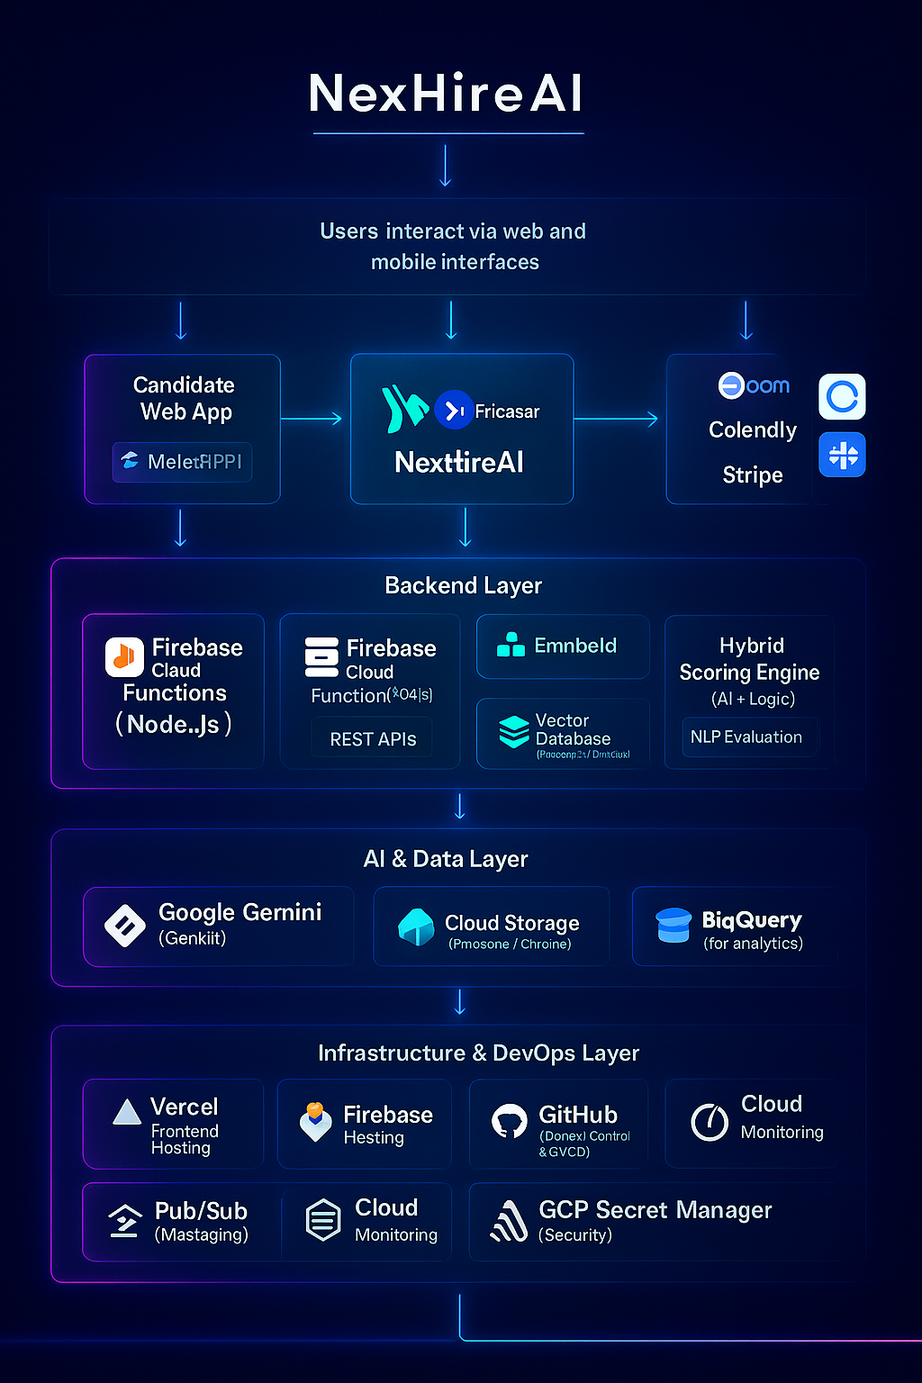 NexHireAI
Users interact via web and
mobile interfaces
Candidate
Web App
Fricasar
NexttireAI
oom
Colendly
Stripe
Backend Layer
Firebase
Claud
Functions
(Node..Js)
Firebase
Cloud
REST APIs
Emnbeld
Vector
Database
Hybrid
Scoring Engine
(AI + Logic)
NLP Evaluation
AI & Data Layer
Google Gernini
(Genkiit)
Cloud Storage
(Pmosone / Chroine)
BiqQuery
(for analytics)
Infrastructure & DevOps Layer
Vercel
Frontend
Hosting
Firebase
Hesting
GitHub
(Donex) Control
& GVCD)
Cloud
Monitoring
Pub/Sub
(Mastaging)
Cloud
Monitoring
GCP Secret Manager
(Security)